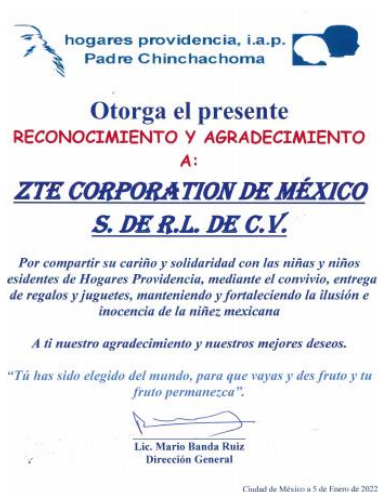 hogares providencia, i.a.p.
Padre Chinchachoma
Otorga el presente
RECONOCIMIENTO Y AGRADECIMIENTO
A:
ZTE CORPORATION DE MÉXICO
S. DE R.L. DE C.V.
Por compartir su cariño y solidaridad con las niñas y niños
esidentes de Hogares Providencia, mediante el convivio, entrega
de regalos y juguetes, manteniendo y fortaleciendo la ilusión e
inocencia de la niñez mexicana
A ti nuestro agradecimiento y nuestros mejores deseos.
“Tú has sido elegido del mundo, para que vayas y des fruto y tu
fruto permanezca”.
Lic. Mario Banda Ruiz
Dirección General
Ciudad de México a 5 de Enero de 2022